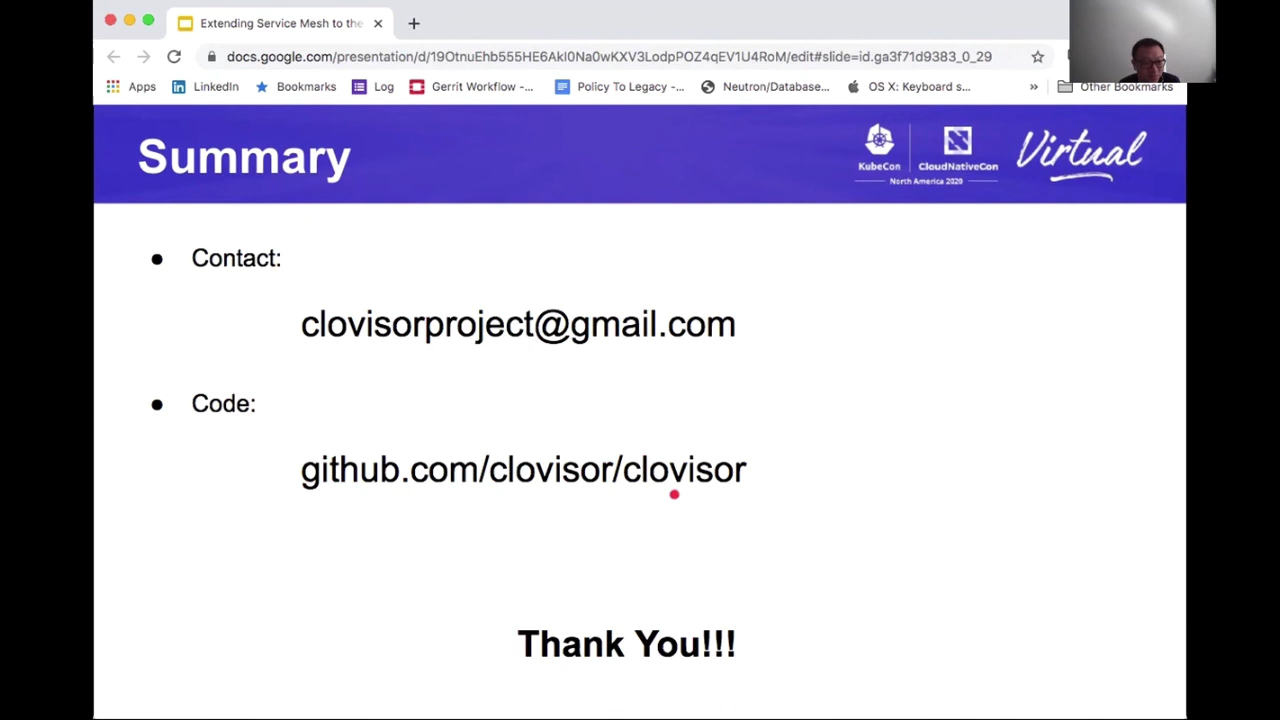 Extending Service Mesh to the
docs.google.com/presentation/d/19OtnuEhb555HE6AkI0Na0wKXV3LodpPOZ4qEV1U4RoM/edit#slide=id.ga3f71d9383_0_29
Apps LinkedIn Bookmarks Log Gerrit Workflow -... Policy To Legacy -... Neutron/Database... OS X: Keyboard s... » Other Bookmarks
Summary
KubeCon CloudNativeCon Virtual
North America 2020
● Contact:
clovisorproject@gmail.com
● Code:
github.com/clovisor/clovisor
Thank You!!!